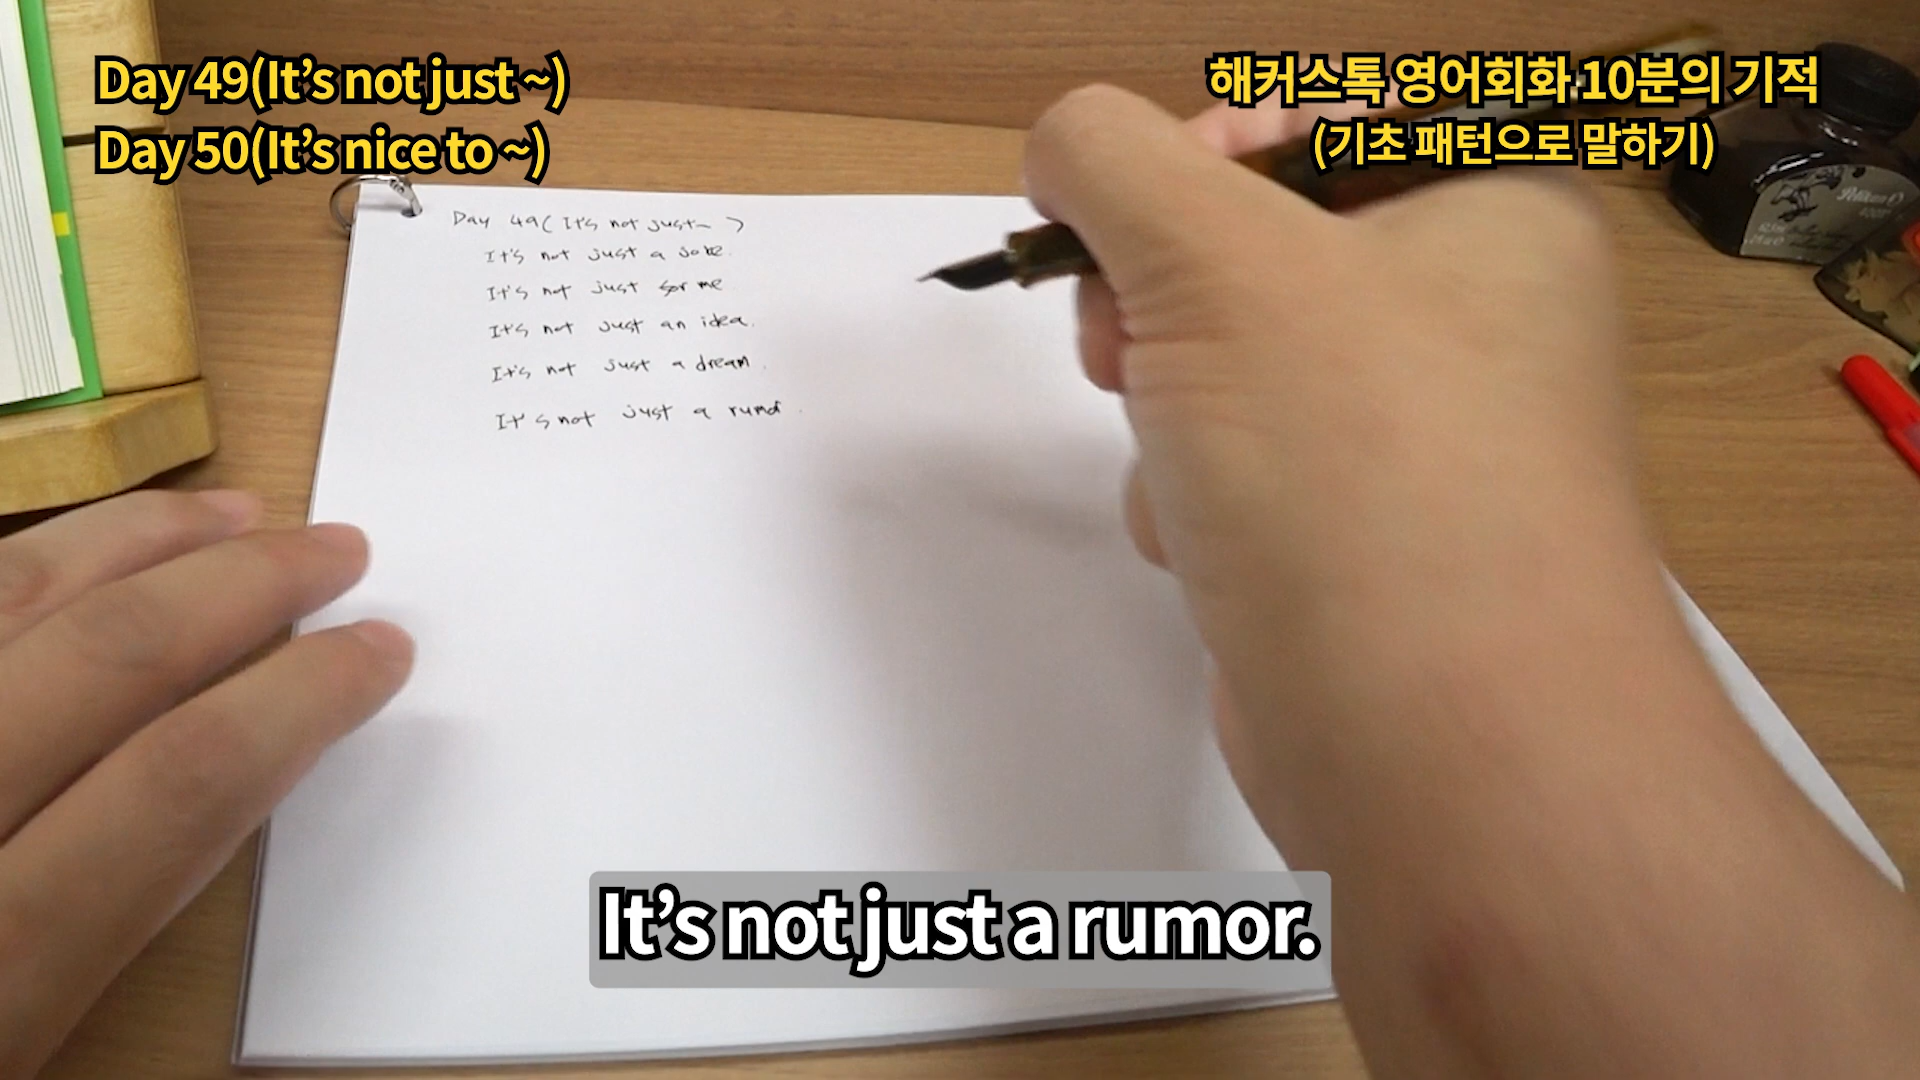 Day 49(It's not just ~)
Day 50(It's nice to ~)
해커스톡 영어회화 10분의 기적
(기초 패턴으로 말하기)
Pelikan
Day 49( It's not just~ )
It's not just a joke.
It's not just for me
It's not just an idea.
It's not just a dream.
It's not just a rumor.
It's not just a rumor.